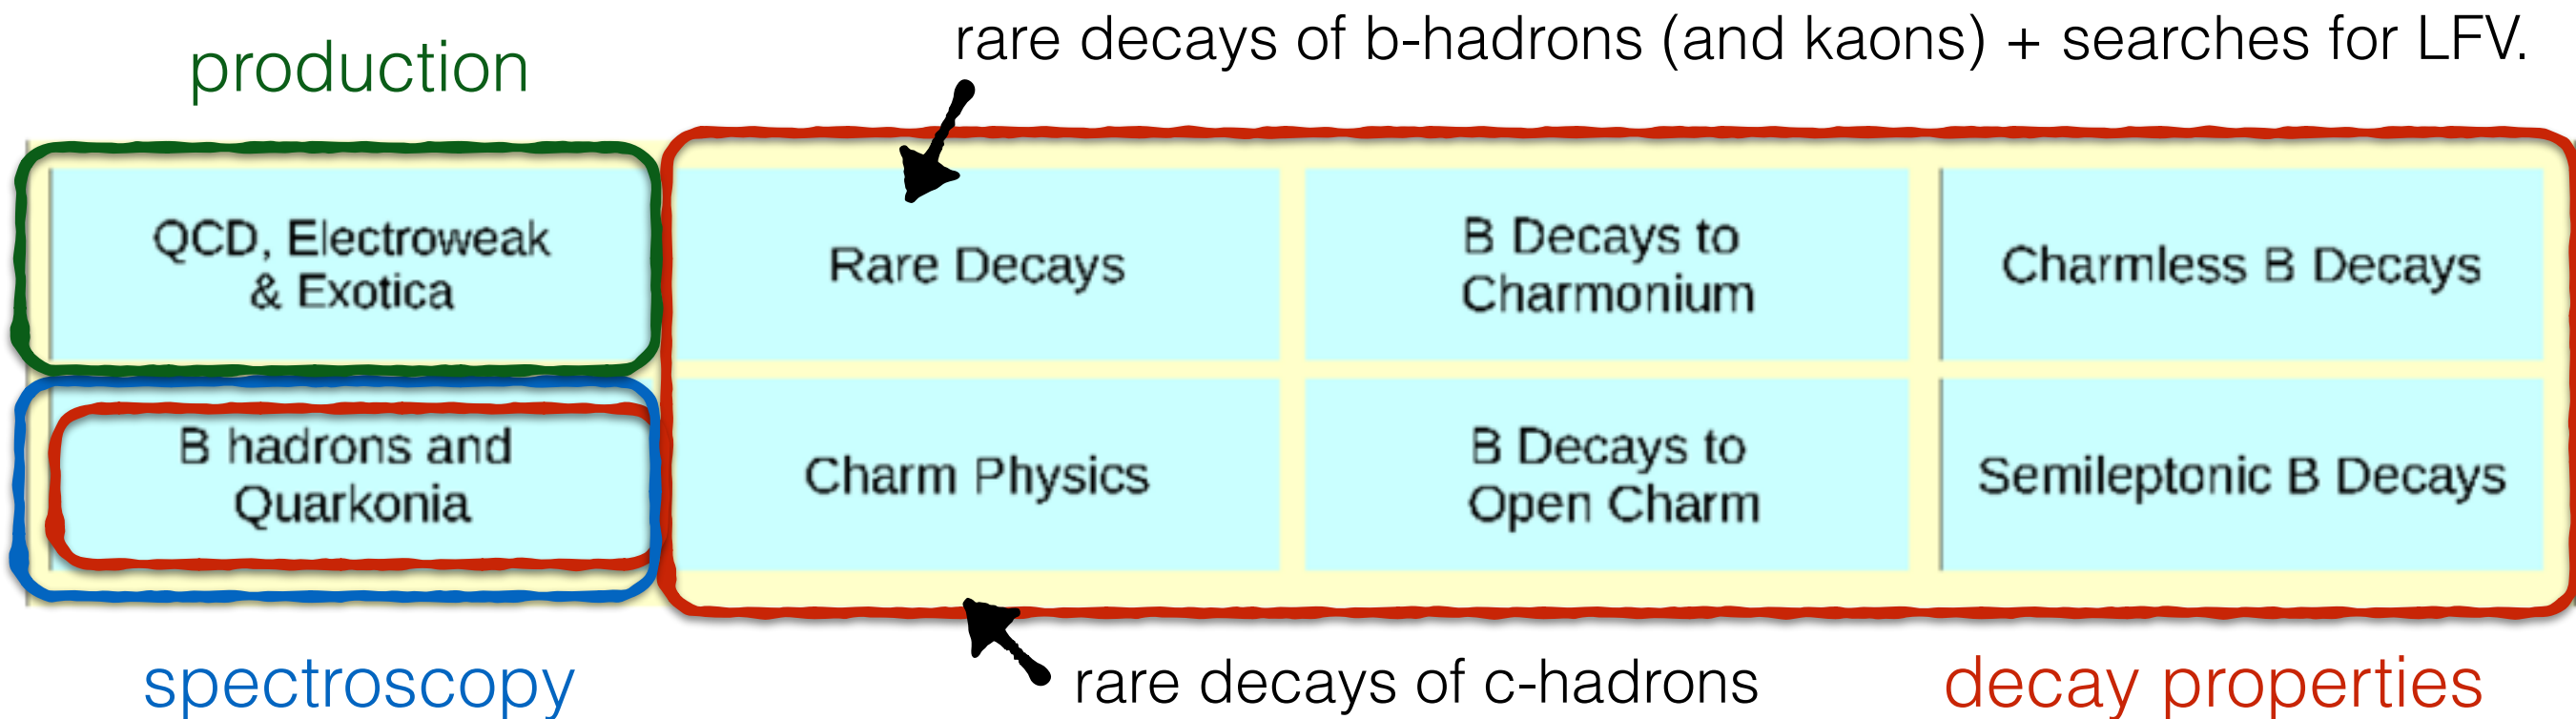 production
rare decays of b-hadrons (and kaons) + searches for LFV.
QCD, Electroweak
& Exotica
Rare Decays
B Decays to
Charmonium
Charmless B Decays
B hadrons and
Quarkonia
Charm Physics
B Decays to
Open Charm
Semileptonic B Decays
spectroscopy
rare decays of c-hadrons
decay properties